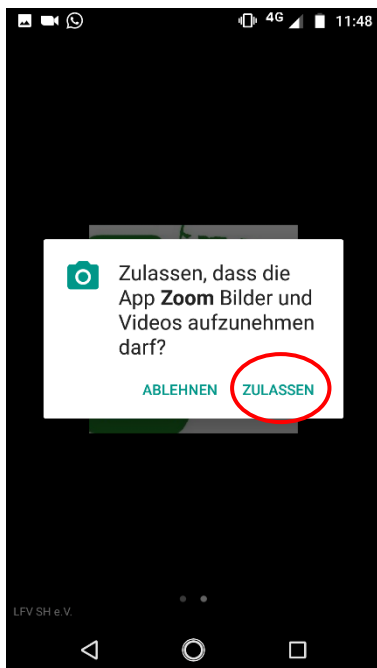 4G 11:48
Zulassen, dass die
App Zoom Bilder und
Videos aufzunehmen
darf?
ABLEHNEN ZULASSEN
LFV SH e.V.